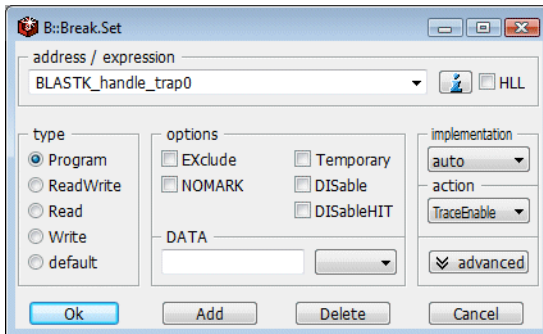 B::Break.Set
address / expression
BLASTK_handle_trap0
i HLL
type
options
implementation
Program
EXclude
Temporary
auto
ReadWrite
NOMARK
DISable
action
Read
DISableHIT
TraceEnable
Write
DATA
default
advanced
Ok
Add
Delete
Cancel